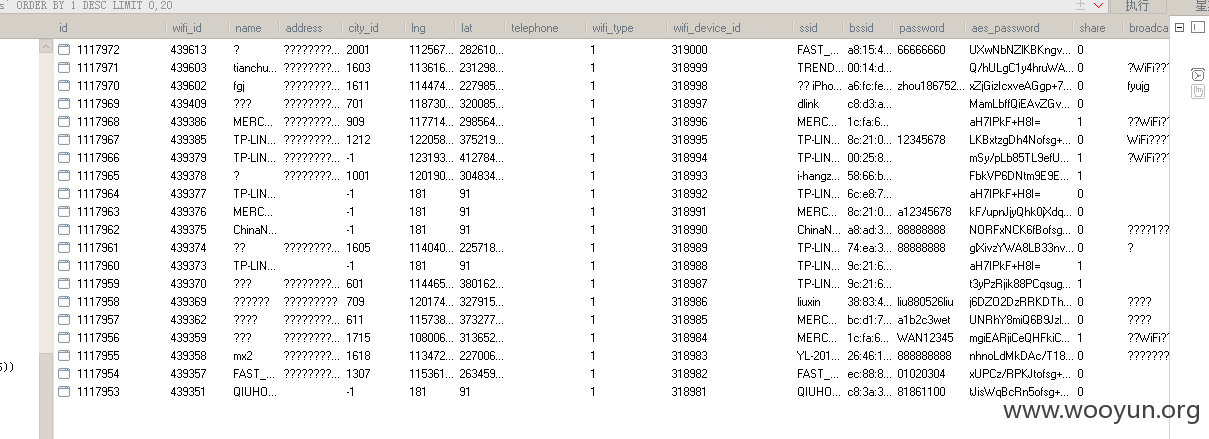 s` ORDER BY 1 DESC LIMIT 0,20 执行
id wifi_id name address city_id lng lat telephone wifi_type wifi_device_id ssid bssid password aes_password share broadca
1117972 439613 ? ????????... 2001 112567... 282610... 1 319000 FAST_... a8:15:4... 66666660 UXwNbNZIKBKngv... 0
1117971 439603 tianchu... ????????... 1603 113616... 231298... 1 318999 TREND... 00:14:d... Q/hULgC1y4hruWA... 0 ?WiFi??...
1117970 439602 fgj ????????... 1611 114474... 227985... 1 318998 ?? iPho... a6:fc:fe... zhou186752... xZjGizIcxveAGgp+7... 0 fyujg
1117969 439409 ??? ????????... 701 118730... 320085... 1 318997 dlink c8:d3:a... MamLbffQiEAvZGv... 0
1117968 439386 MERC... ????????... 909 117714... 298564... 1 318996 MERC... 1c:fa:6... aH7IPkF+H8I= 1 ??WiFi?...
1117967 439385 TP-LIN... ????????... 1212 122058... 375219... 1 318995 TP-LIN... 8c:21:0... 12345678 LKBxtzgDh4Nofsg+... 0 WiFi????
1117966 439379 TP-LIN... ????????... -1 123193... 412784... 1 318994 TP-LIN... 00:25:8... mSy/pLb85TL9efU... 1 ?WiFi??...
1117965 439378 ? ????????... 1001 120190... 304834... 1 318993 i-hangz... 58:66:b... FbkVP6DNtm9E9E... 1
1117964 439377 TP-LIN... -1 181 91 1 318992 TP-LIN... 6c:e8:7... aH7IPkF+H8I= 0
1117963 439376 MERC... -1 181 91 1 318991 MERC... 8c:21:0... a12345678 kF/upnJjyQhk0jXdq... 0
1117962 439375 ChinaN... -1 181 91 1 318990 ChinaN... a8:ad:3... 88888888 NORFxNCK6fBofsg+... 0 ????1??...
1117961 439374 ?? ????????... 1605 114040... 225718... 1 318989 TP-LIN... 74:ea:3... 88888888 glXivzYWA8LB33nv... 0 ?
1117960 439373 TP-LIN... -1 181 91 1 318988 TP-LIN... 9c:21:6... aH7IPkF+H8I= 1
1117959 439370 ??? ????????... 601 114465... 380162... 1 318987 TP-LIN... 9c:21:6... t3yPzRjik88PCqsug... 1
1117958 439369 ?????? ????????? 709 120174... 327915... 1 318986 liuxin 38:83:4... liu880526liu j6DZO2DzRRKDTh... 0 ????
1117957 439362 ???? ????????... 611 115738... 373277... 1 318985 MERC... bc:d1:7... a1b2c3wet UNRhY8miQ6B9JzI... 0 ????
1117956 439359 ??? ????????... 1715 108006... 313652... 1 318984 MERC... 1c:fa:6... WAN12345 mgiEARjiCeQHFkiC... 1 ??WiFi?...
1117955 439358 mx2 ????????... 1618 113472... 227006... 1 318983 YL-201... 26:46:1... 888888888 nhnoLdMkDAc/T18... 0 ???????...
1117954 439357 FAST_... ????????... 1307 115361... 263459... 1 318982 FAST_... ec:88:8... 01020304 xUPCz/RPKJtofsg+... 0
1117953 439351 QIUHO... -1 181 91 1 318981 QIUHO... c8:3a:3... 81861100 tJisWqBcRn5ofsg+... 0
www.wooyun.org